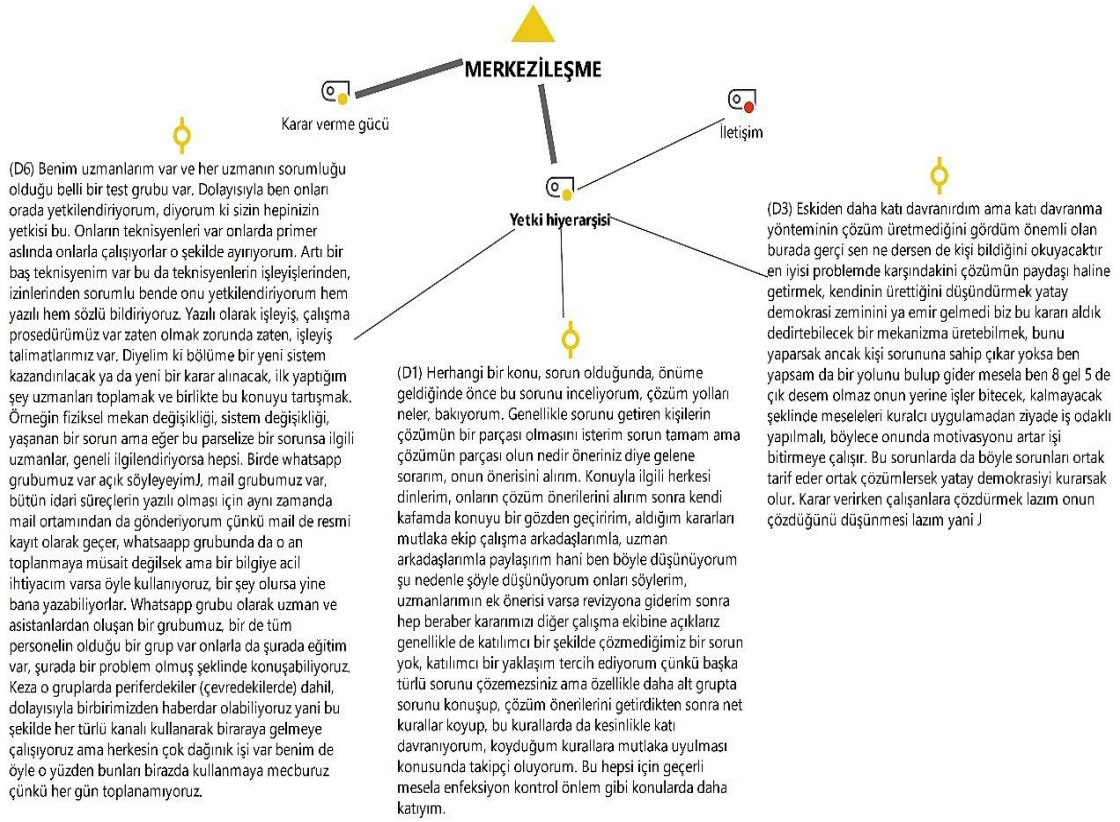 MERKEZİLEŞME
Karar verme gücü
İletişim
Yetki hiyerarşisi
(D6) Benim uzmanlarım var ve her uzmanın sorumluğu
olduğu belli bir test grubu var. Dolayısıyla ben onları
orada yetkilendiriyorum, diyorum ki sizin hepinizin
yetkisi bu. Onların teknisyenleri var onlarda primer
aslında onlarla çalışıyorlar o şekilde ayırıyorum. Artı bir
baş teknisyenim var bu da teknisyenlerin işleyişlerinden,
izinlerinden sorumlu bende onu yetkilendiriyorum hem
yazılı hem sözlü bildiriyoruz. Yazılı olarak işleyiş, çalışma
prosedürümüz var zaten olmak zorunda zaten, işleyiş
talimatlarımız var. Diyelim ki bölüme bir yeni sistem
kazandırılacak ya da yeni bir karar alınacak, ilk yaptığım
şey uzmanları toplamak ve birlikte bu konuyu tartışmak.
Örneğin fiziksel mekan değişikliği, sistem değişikliği,
yaşanan bir sorun ama eğer bu parselize bir sorunsa ilgili
uzmanlar, geneli ilgilendiriyorsa hepsi. Birde whatsapp
grubumuz var açık söyleyeyimJ, mail grubumuz var,
bütün idari süreçlerin yazılı olması için aynı zamanda
mail ortamından da gönderiyorum çünkü mail de resmi
kayıt olarak geçer, whatsaapp grubunda da o an
toplanmaya müsait değilsek ama bir bilgiye acil
ihtiyacım varsa öyle kullanıyoruz, bir şey olursa yine
bana yazabiliyorlar. Whatsapp grubu olarak uzman ve
asistanlardan oluşan bir grubumuz, bir de tüm
personelin olduğu bir grup var onlarla da şurada eğitim
var, şurada bir problem olmuş şeklinde konuşabiliyoruz.
Keza o gruplarda periferdekiler (çevredekilerde) dahil,
dolayısıyla birbirimizden haberdar olabiliyoruz yani bu
şekilde her türlü kanalı kullanarak biraraya gelmeye
çalışıyoruz ama herkesin çok dağınık işi var benim de
öyle o yüzden bunları birazda kullanmaya mecburuz
çünkü her gün toplanamıyoruz.
(D1) Herhangi bir konu, sorun olduğunda, önüme
geldiğinde önce bu sorunu inceliyorum, çözüm yolları
neler, bakıyorum. Genellikle sorunu getiren kişilerin
çözümün bir parçası olmasını isterim sorun tamam ama
çözümün parçası olun nedir öneriniz diye gelene
sorarım, onun önerisini alırım. Konuyla ilgili herkesi
dinlerim, onların çözüm önerilerini alırım sonra kendi
kafamda konuyu bir gözden geçiririm, aldığım kararları
mutlaka ekip çalışma arkadaşlarımla, uzman
arkadaşlarımla paylaşırım hani ben böyle düşünüyorum
şu nedenle şöyle düşünüyorum onları söylerim,
uzmanlarımın ek önerisi varsa revizyona giderim sonra
hep beraber kararımızı diğer çalışma ekibine açıklarız
genellikle de katılımcı bir şekilde çözmediğimiz bir sorun
yok, katılımcı bir yaklaşım tercih ediyorum çünkü başka
türlü sorunu çözemezsiniz ama özellikle daha alt grupta
sorunu konuşup, çözüm önerilerini getirdikten sonra net
kurallar koyup, bu kurallarda da kesinlikle katı
davranıyorum, koyduğum kurallara mutlaka uyulması
konusunda takipçi oluyorum. Bu hepsi için geçerli
mesela enfeksiyon kontrol önlem gibi konularda daha
katıyım.
(D3) Eskiden daha katı davranırdım ama katı davranma
yönteminin çözüm üretmediğini gördüm önemli olan
burada gerçi sen ne dersen de kişi bildiğini okuyacaktır
en iyisi problemde karşındakini çözümün paydaşı haline
getirmek, kendinin ürettiğini düşündürmek yatay
demokrasi zeminini ya emir gelmedi biz bu kararı aldık
dedirtebilecek bir mekanizma üretebilmek, bunu
yaparsak ancak kişi sorununa sahip çıkar yoksa ben
yapsam da bir yolunu bulup gider mesela ben 8 gel 5 de
çık desem olmaz onun yerine işler bitecek, kalmayacak
şeklinde meseleleri kuralcı uygulamadan ziyade iş odaklı
yapılmalı, böylece onunda motivasyonu artar işi
bitirmeye çalışır. Bu sorunlarda da böyle sorunları ortak
tarif eder ortak çözümlersek yatay demokrasiyi kurarsak
olur. Karar verirken çalışanlara çözdürmek lazım onun
çözdüğünü düşünmesi lazım yani J